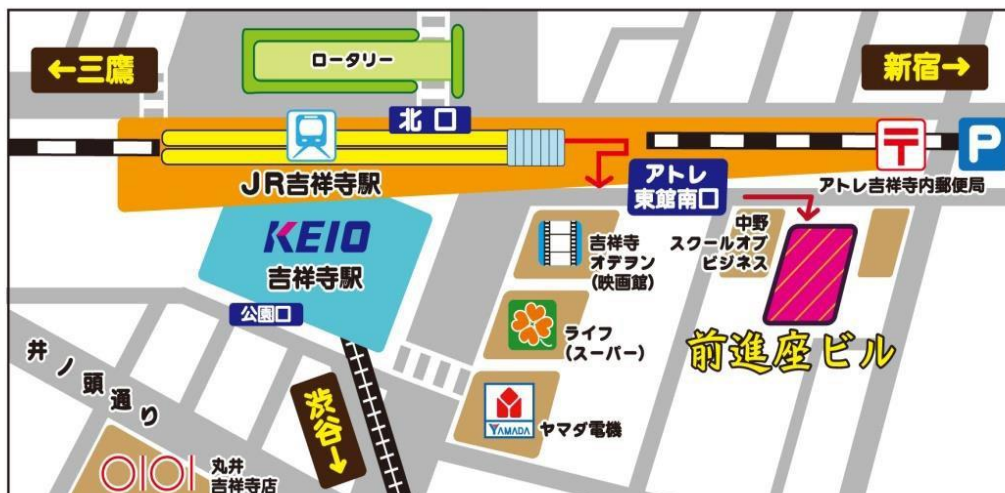 ←三鷹
ロータリー
新宿→
北口
JR吉祥寺駅
アトレ
東館南口
アトレ吉祥寺内郵便局
P
KEIO
吉祥寺駅
公園口
吉祥寺
オデヲン
(映画館)
中野
スクールオブ
ビジネス
ライフ
(スーパー)
前進座ビル
井ノ頭通り
渋谷→
YAMADA
ヤマダ電機
OIOI
丸井
吉祥寺店